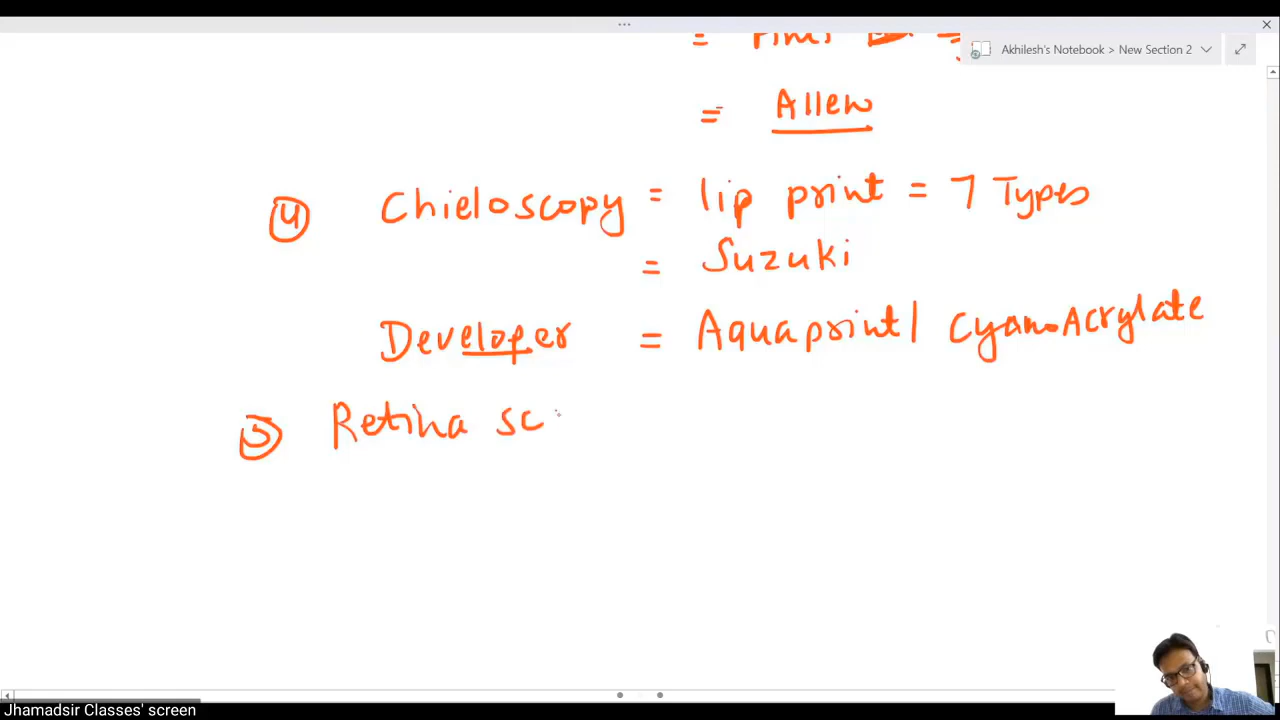 Akhilesh's Notebook > New Section 2
= Allen
④ Chieloscopy = lip print = 7 Types
= Suzuki
Developer = Aquaprint | CyanoAcrylate
⑤ Retina sc
Jhamadsir Classes' screen